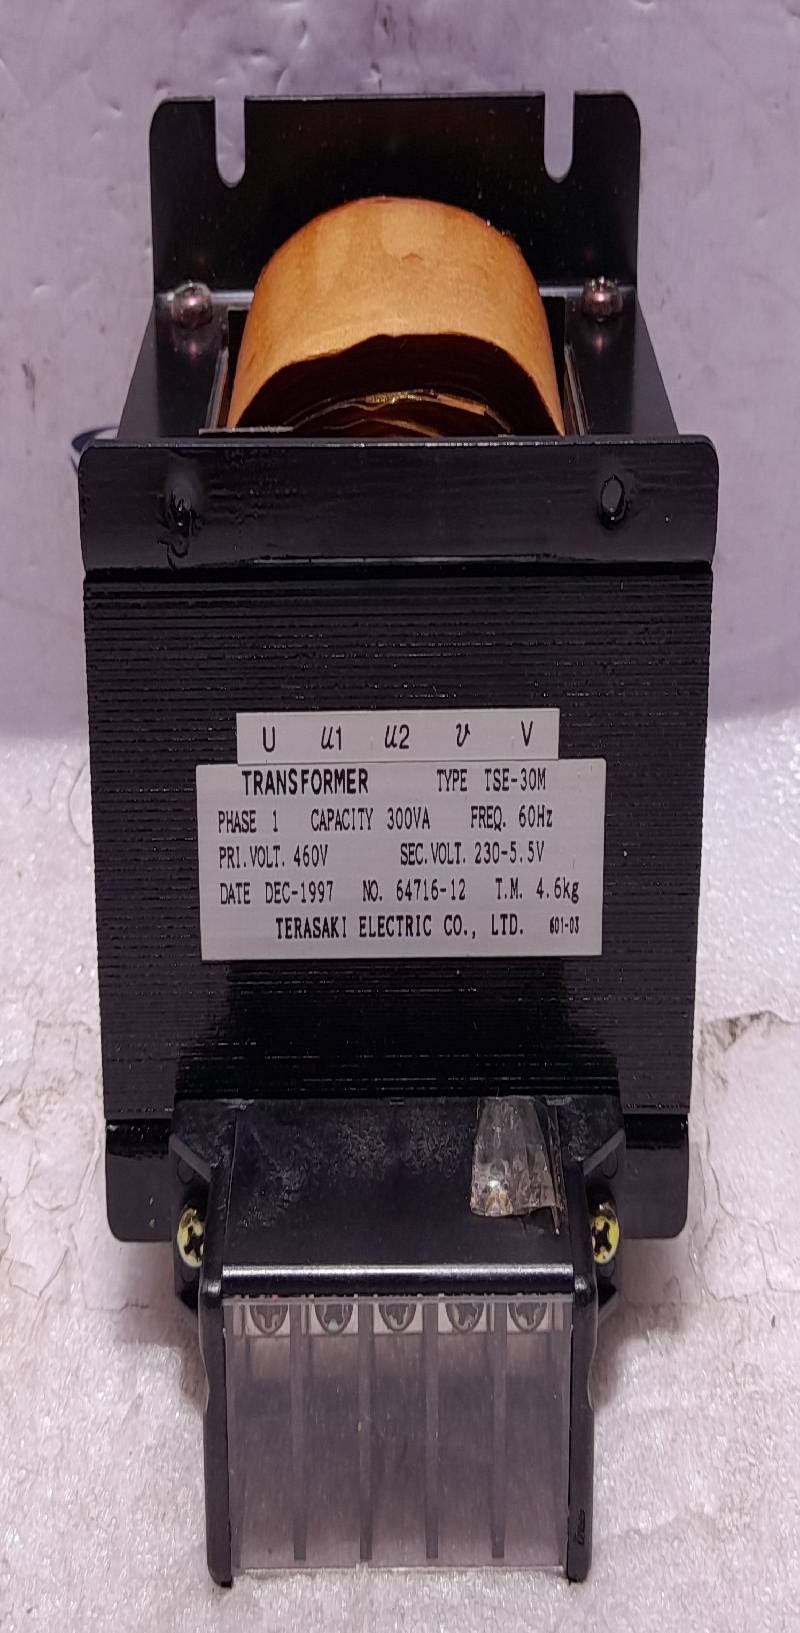 U u1 u2 v V
TRANSFORMER TYPE TSE-30M
PHASE 1 CAPACITY 300VA FREQ. 60Hz
PRI.VOLT. 460V SEC.VOLT. 230-5.5V
DATE DEC-1997 NO. 64716-12 T.M. 4.6kg
TERASAKI ELECTRIC CO., LTD. 601-03